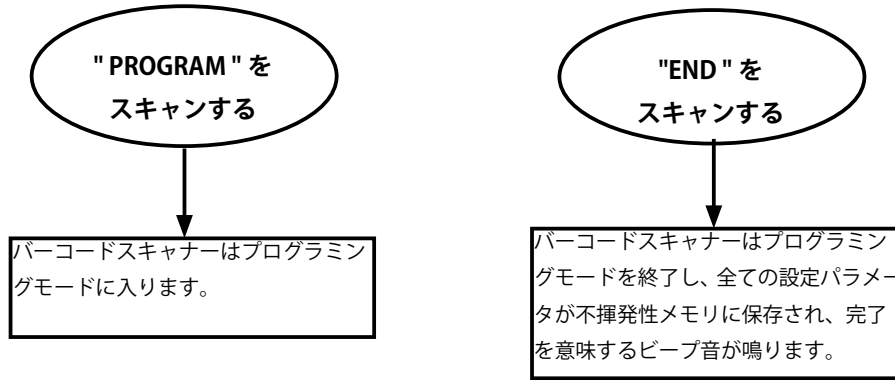 " PROGRAM " を
スキャンする
バーコードスキャナーはプログラミン
グモードに入ります。
"END " を
スキャンする
バーコードスキャナーはプログラミン
グモードを終了し、全ての設定パラメー
タが不揮発性メモリに保存され、完了
を意味するビープ音が鳴ります。